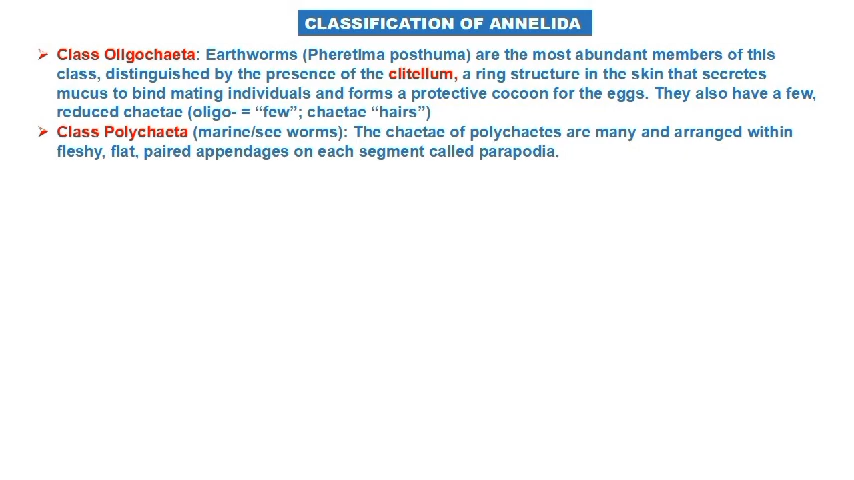 CLASSIFICATION OF ANNELIDA
➢ Class Oligochaeta: Earthworms (Pheretima posthuma) are the most abundant members of this
class, distinguished by the presence of the clitellum, a ring structure in the skin that secretes
mucus to bind mating individuals and forms a protective cocoon for the eggs. They also have a few,
reduced chaetae (oligo- = “few”; chaetae “hairs”)
➢ Class Polychaeta (marine/see worms): The chaetae of polychaetes are many and arranged within
fleshy, flat, paired appendages on each segment called parapodia.